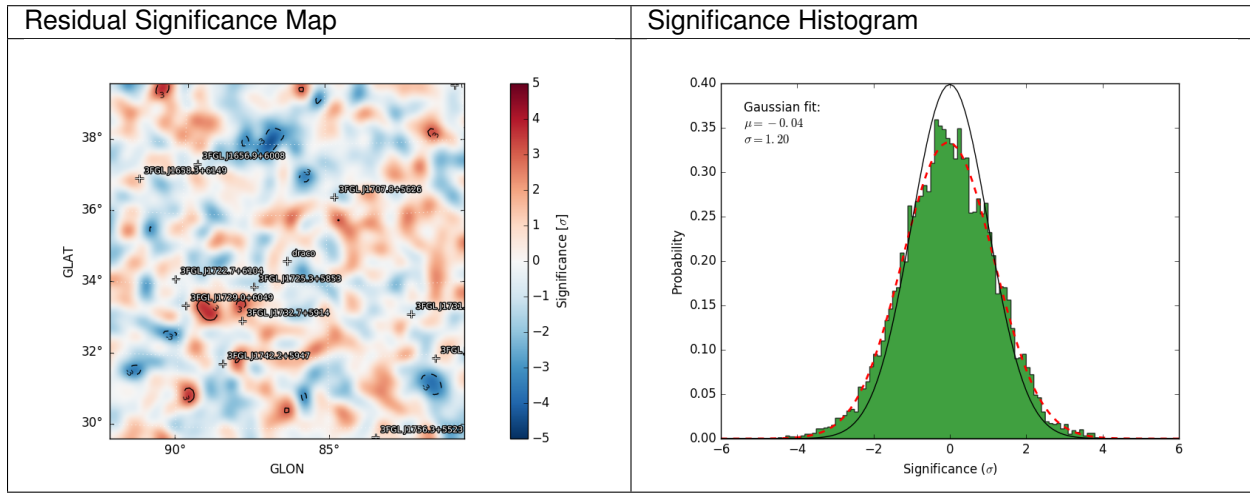 Residual Significance Map
Significance Histogram
38°
36°
34°
32°
30°
GLAT
90°
85°
GLON
3FGL J1656.9+6008
3FGL J1658.3+6149
3FGL J1707.8+5626
draco
3FGL J1722.7+6104
3FGL J1725.3+5853
3EGL J1729.0+6049
3FGL J1732.7+5914
3FGL J1731.
3FGL
3FGL J1742.2+5947
3FGL J1756.3+5523
5
4
3
2
1
0
−1
−2
−3
−4
−5
Significance [σ]
0.40
0.35
0.30
0.25
0.20
0.15
0.10
0.05
0.00
Probability
Gaussian fit:
μ = −0.04
σ = 1.20
−6
−4
−2
0
2
4
6
Significance (σ)